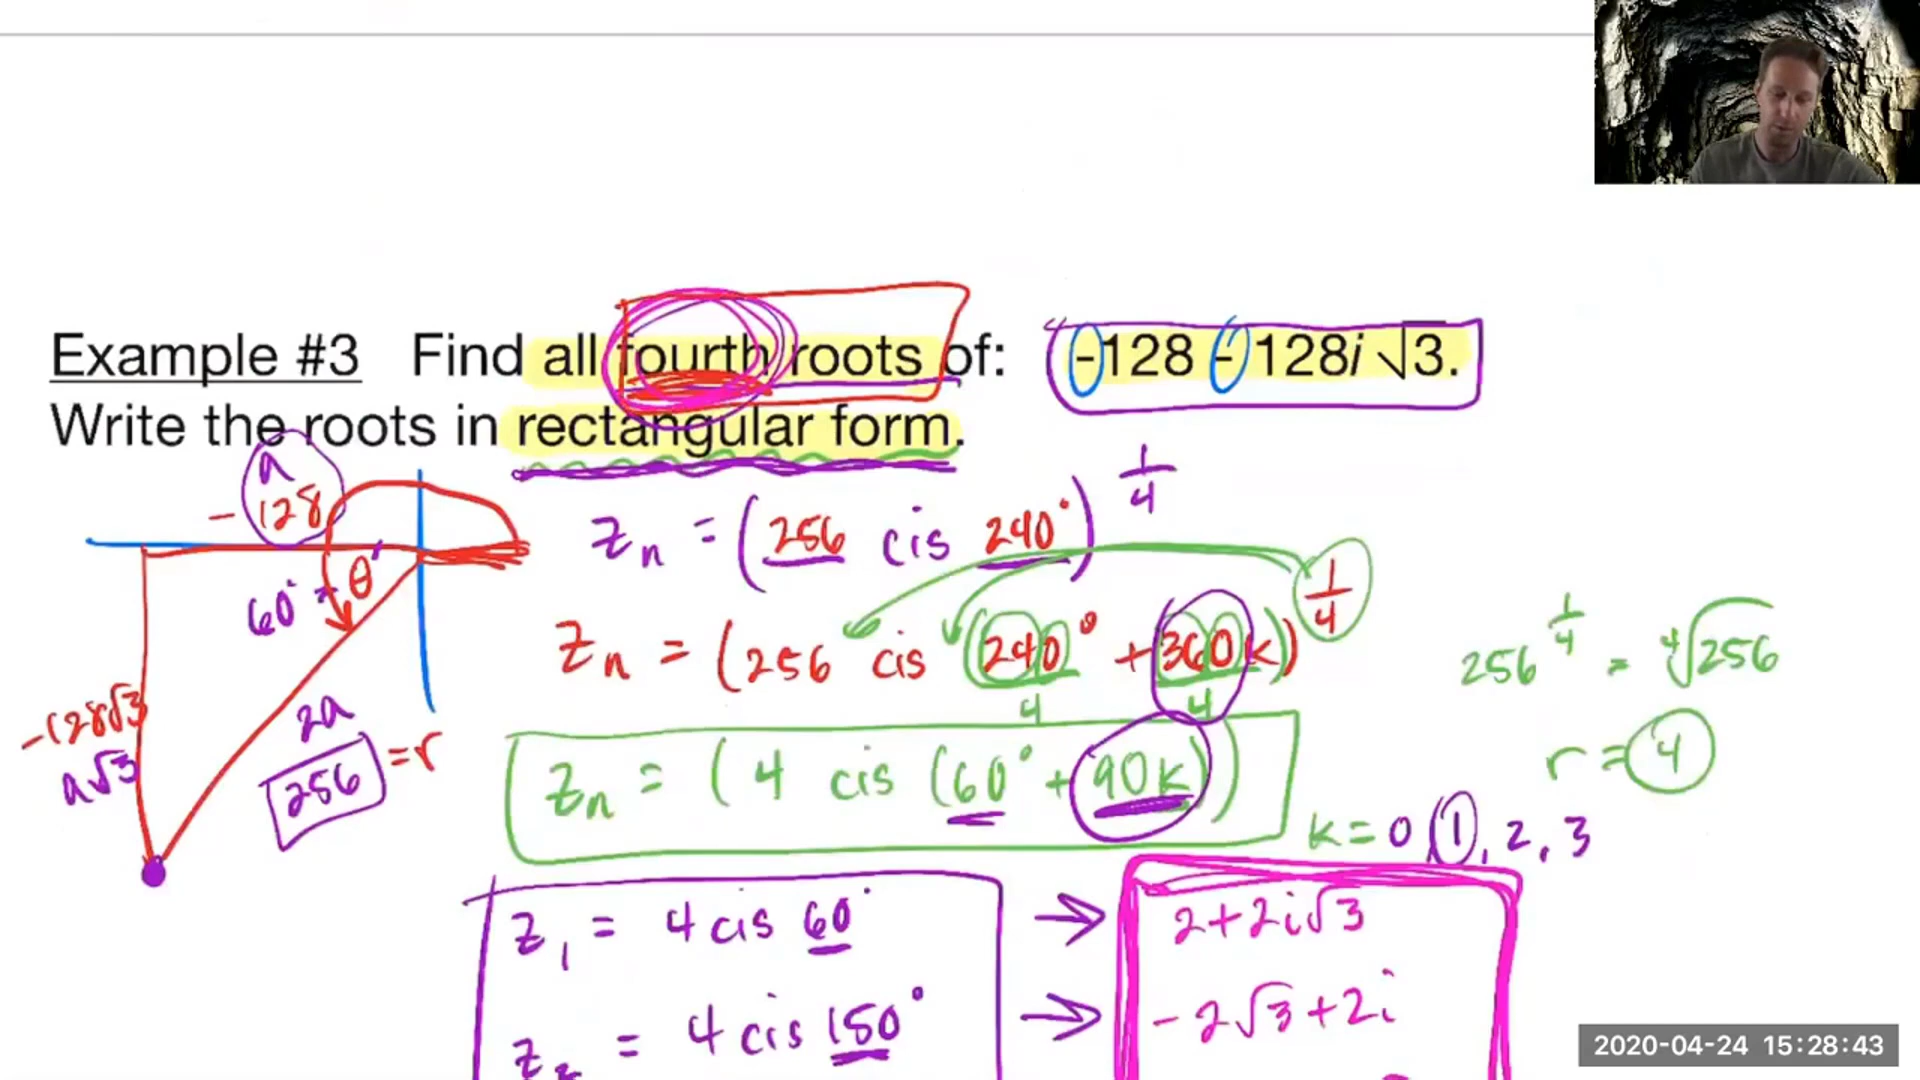 Example #3 Find all fourth roots of: -128 - 128i √3.
Write the roots in rectangular form.
a
-128
60° = θ'
-128√3
a√3
2a
256 = r
Zn = (256 cis 240°)^1/4
Zn = (256 cis (240° + 360k))^1/4
4 4
256^1/4 = ∜256
r = 4
Zn = (4 cis (60° + 90k))
k = 0, 1, 2, 3
Z1 = 4 cis 60° → 2 + 2i√3
Z2 = 4 cis 150° → -2√3 + 2i
2020-04-24 15:28:43